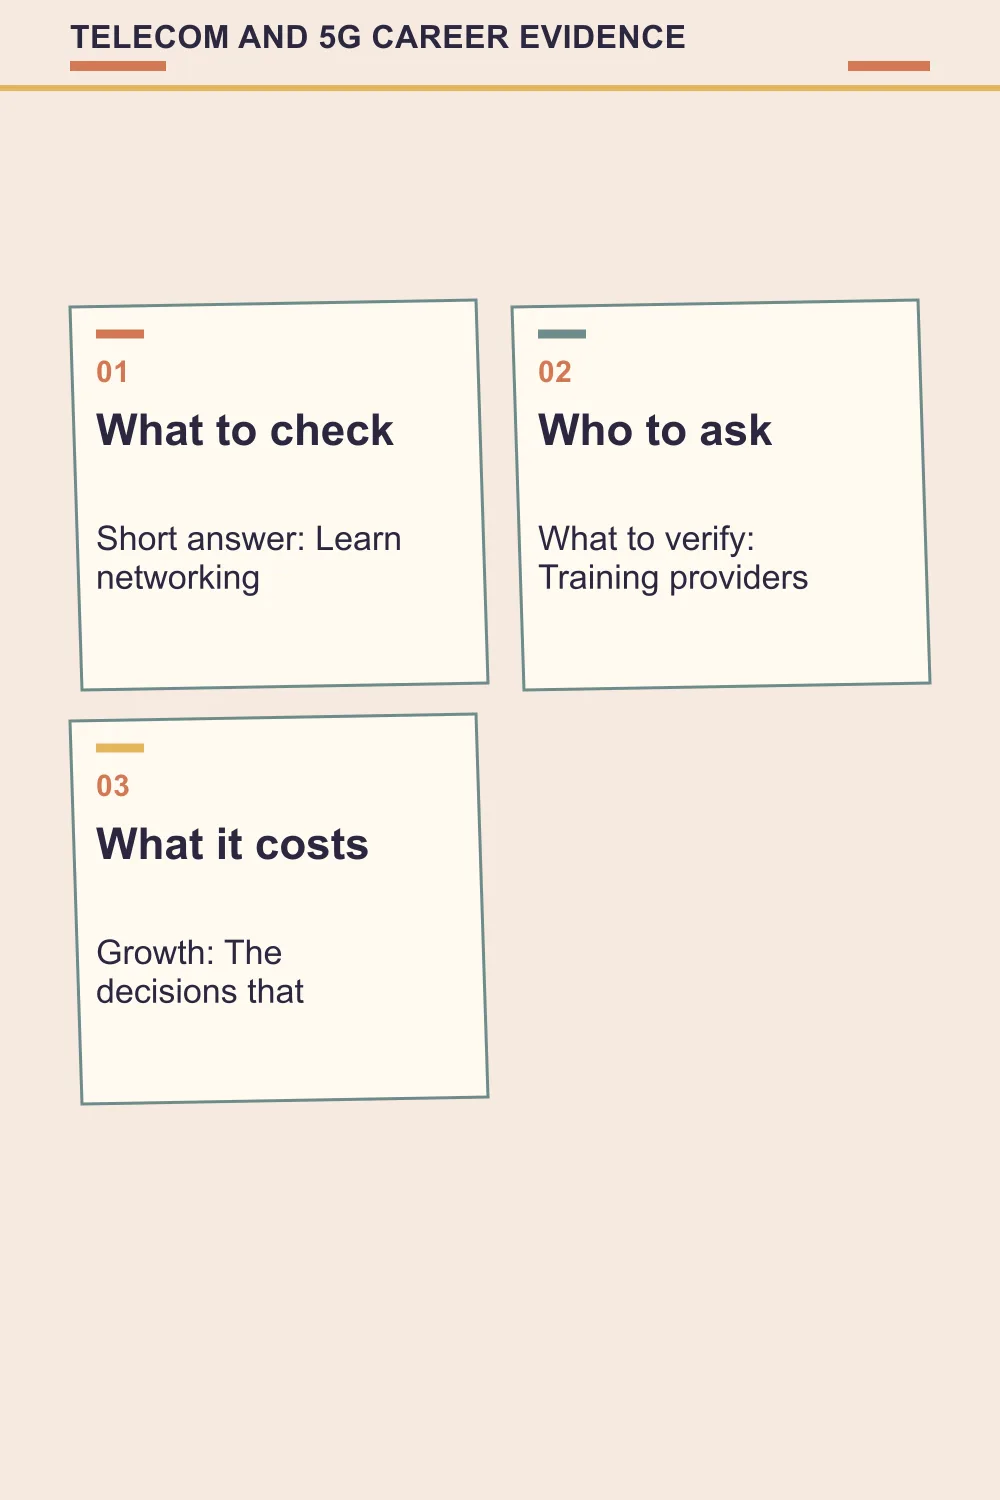 TELECOM AND 5G CAREER EVIDENCE
01
What to check
Short answer: Learn
networking
02
Who to ask
What to verify:
Training providers
03
What it costs
Growth: The
decisions that